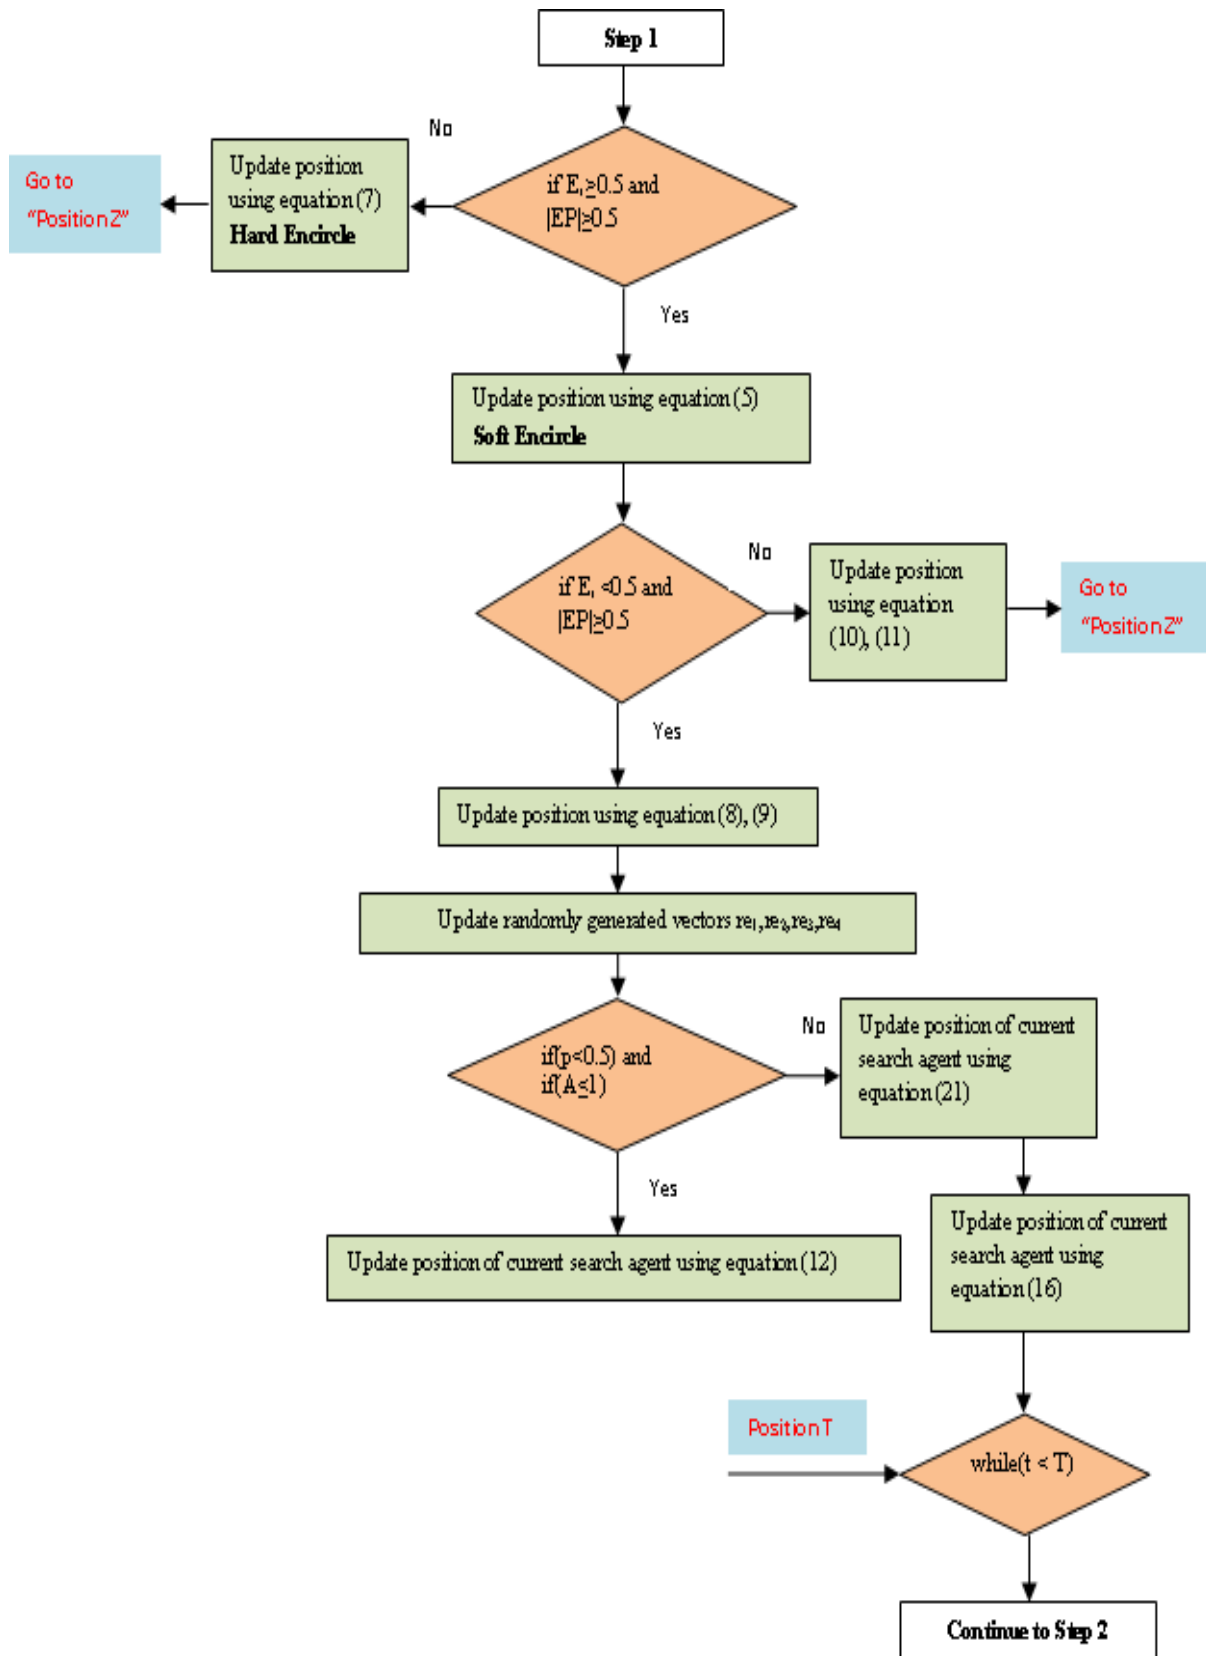 Step 1
No
if Eᵢ ≥0.5 and
|EP|≥0.5
Update position
using equation (7)
Hard Encircle
Go to
“Position Z”
Yes
Update position using equation (5)
Soft Encircle
if Eᵢ <0.5 and
|EP|≥0.5
No
Update position
using equation
(10), (11)
Go to
“Position Z”
Yes
Update position using equation (8), (9)
Update randomly generated vectors re₁,re₂,re₃,re₄
if(p<0.5) and
if(A≤1)
No
Update position of current
search agent using
equation (21)
Yes
Update position of current search agent using equation (12)
Update position of current
search agent using
equation (16)
Position T
while(t < T)
Continue to Step 2